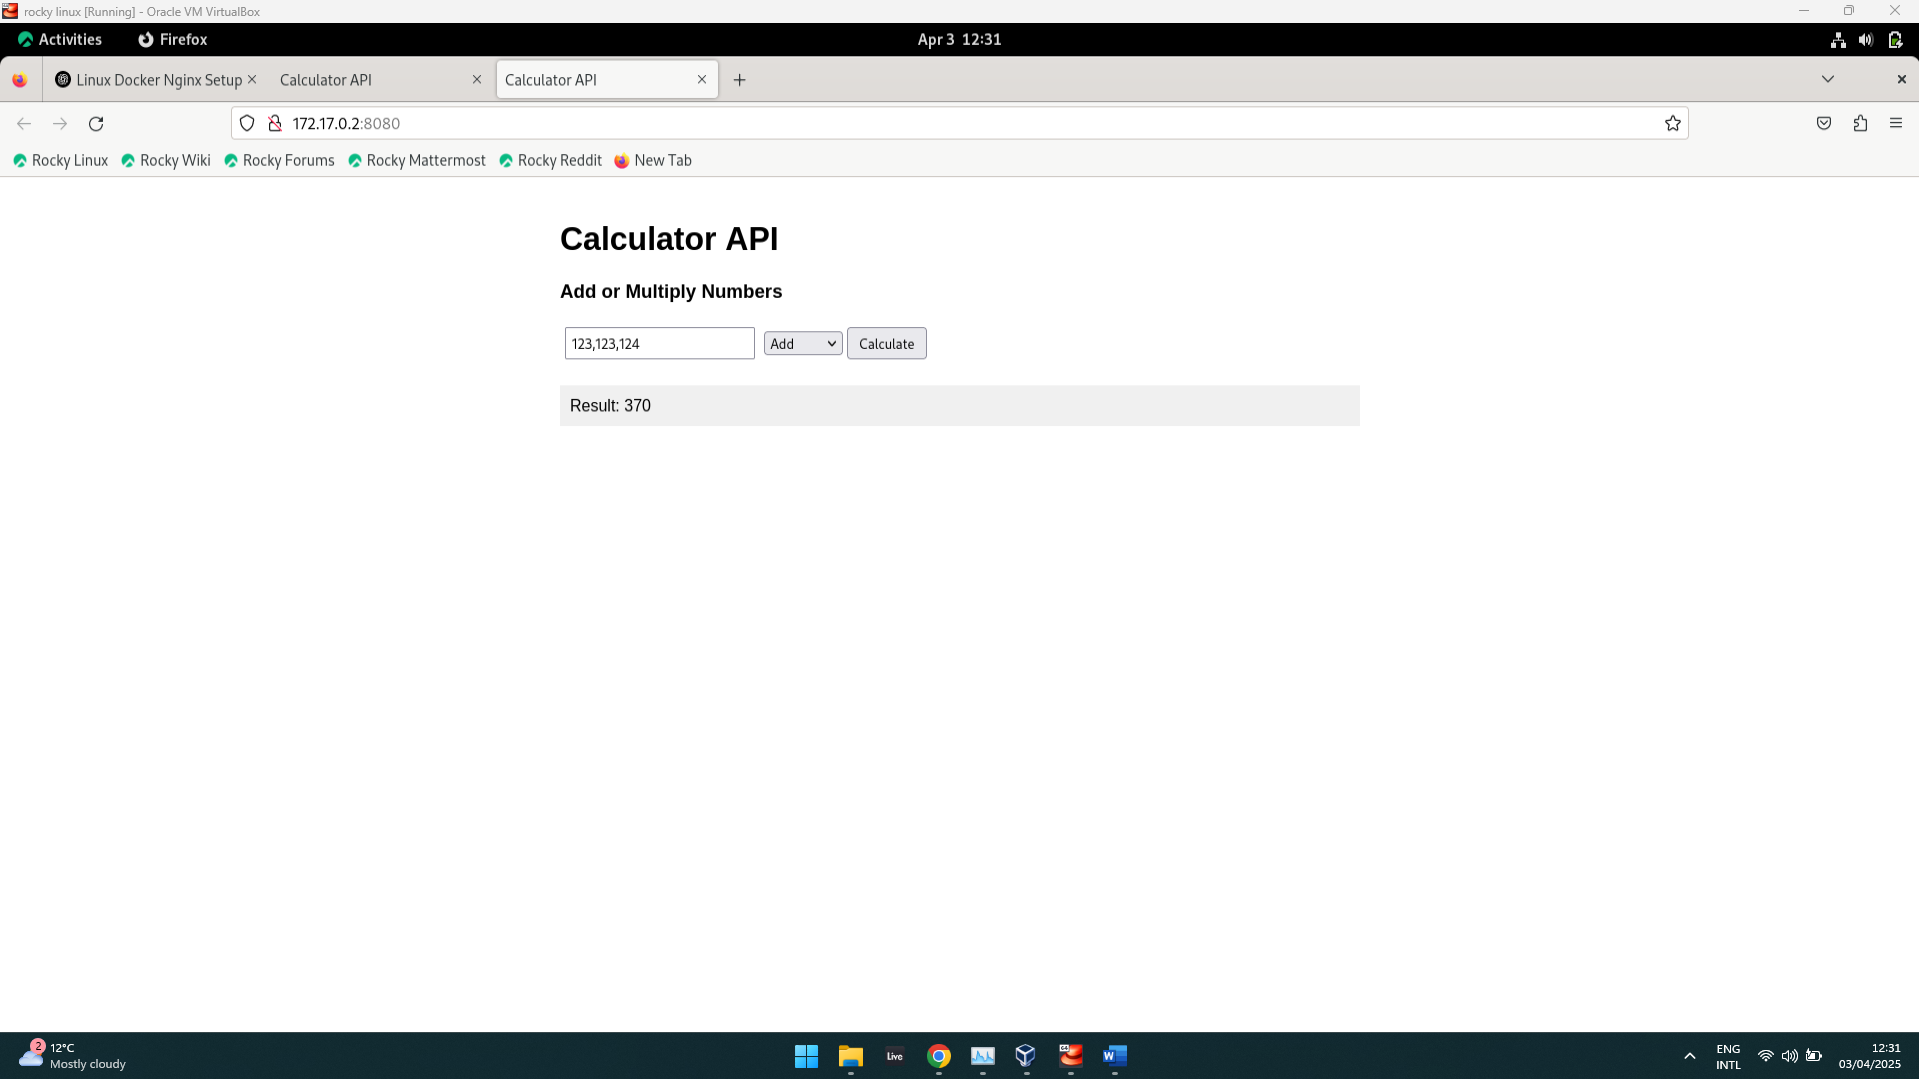 rocky linux [Running] - Oracle VM VirtualBox
Activities Firefox Apr 3 12:31
Linux Docker Nginx Setup Calculator API Calculator API
172.17.0.2:8080
Rocky Linux Rocky Wiki Rocky Forums Rocky Mattermost Rocky Reddit New Tab
Calculator API
Add or Multiply Numbers
123,123,124 Add Calculate
Result: 370
2 12°C
Mostly cloudy
Live
64
W
ENG
INTL
12:31
03/04/2025